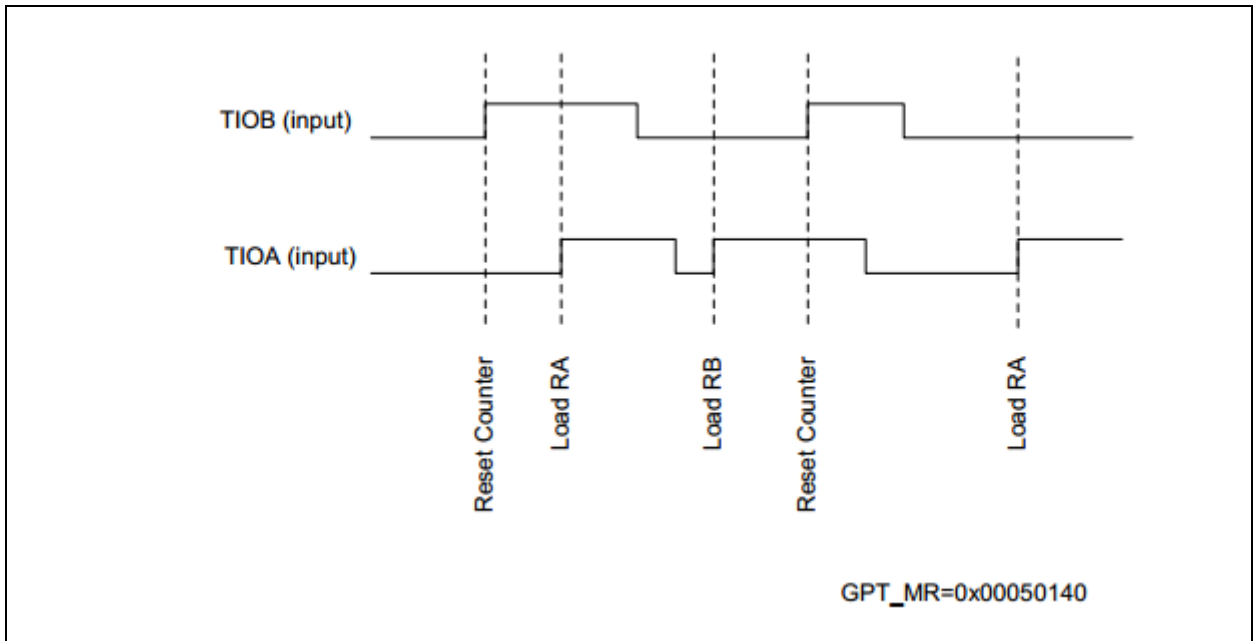 TIOB (input)
TIOA (input)
Reset Counter
Load RA
Load RB
Reset Counter
Load RA
GPT_MR=0x00050140